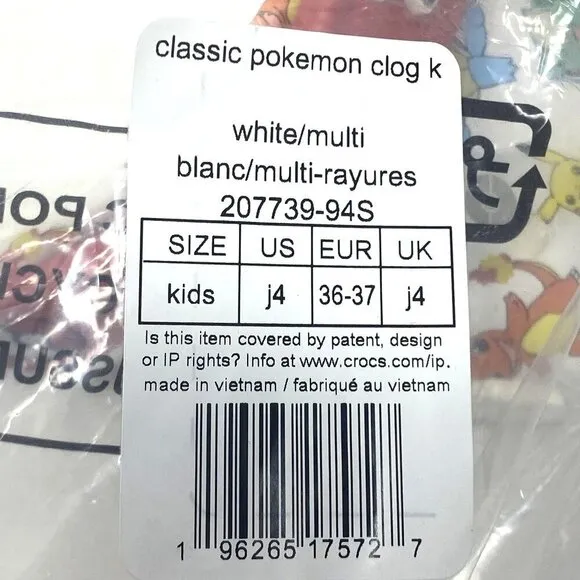 classic pokemon clog k
white/multi
blanc/multi-rayures
207739-94S
SIZE US EUR UK
kids j4 36-37 j4
Is this item covered by patent, design
or IP rights? Info at www.crocs.com/ip.
made in vietnam / fabriqué au vietnam
1 96265 17572 7